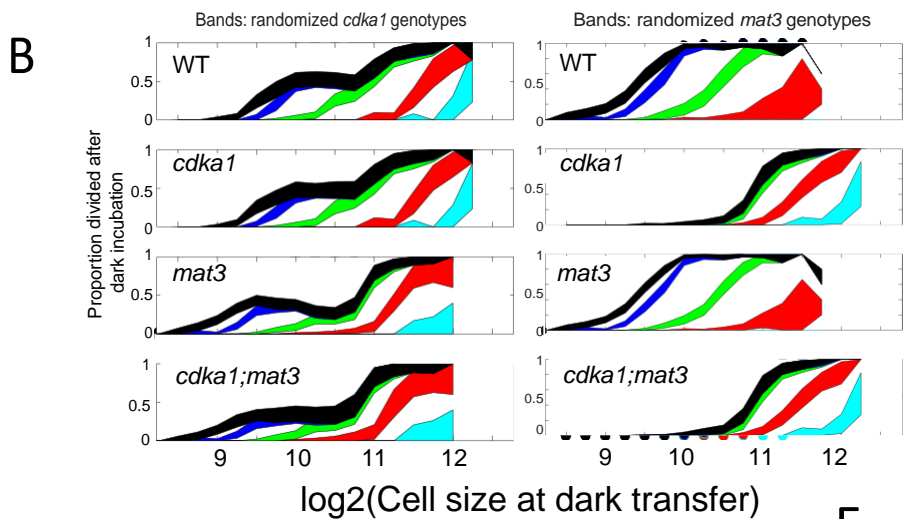 B
Bands: randomized cdka1 genotypes
Bands: randomized mat3 genotypes
Proportion divided after
dark incubation
1
0.5
0
WT
1
0.5
0
cdka1
1
0.5
0
mat3
1
0.5
0
cdka1;mat3
9 10 11 12
1
0.5
0
WT
1
0.5
0
cdka1
1
0.5
0
mat3
1
0.5
0
cdka1;mat3
9 10 11 12
log2(Cell size at dark transfer)